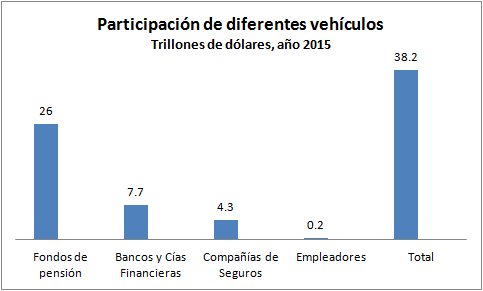 Participación de diferentes vehículos
Trillones de dólares, año 2015
38.2
26
7.7
4.3
0.2
Fondos de pensión
Bancos y Cías Financieras
Compañías de Seguros
Empleadores
Total